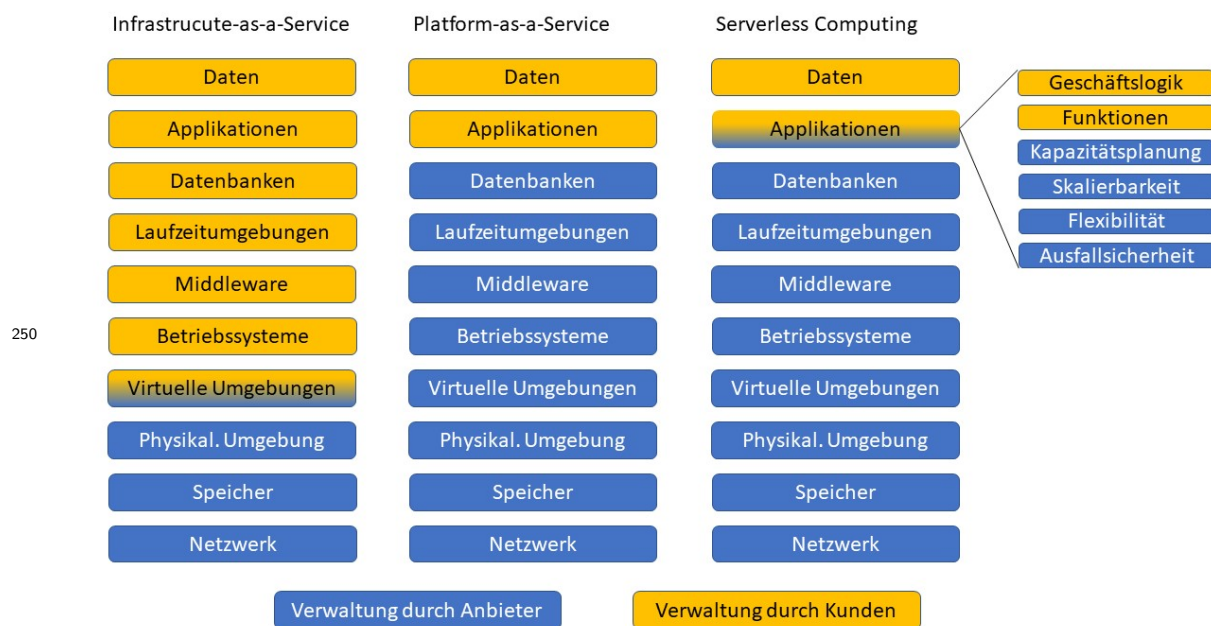 Infrastrucute-as-a-Service
Platform-as-a-Service
Serverless Computing
Daten
Daten
Daten
Applikationen
Applikationen
Applikationen
Datenbanken
Datenbanken
Datenbanken
Laufzeitumgebungen
Laufzeitumgebungen
Laufzeitumgebungen
Middleware
Middleware
Middleware
250
Betriebssysteme
Betriebssysteme
Betriebssysteme
Virtuelle Umgebungen
Virtuelle Umgebungen
Virtuelle Umgebungen
Physikal. Umgebung
Physikal. Umgebung
Physikal. Umgebung
Speicher
Speicher
Speicher
Netzwerk
Netzwerk
Netzwerk
Geschäftslogik
Funktionen
Kapazitätsplanung
Skalierbarkeit
Flexibilität
Ausfallsicherheit
Verwaltung durch Anbieter
Verwaltung durch Kunden